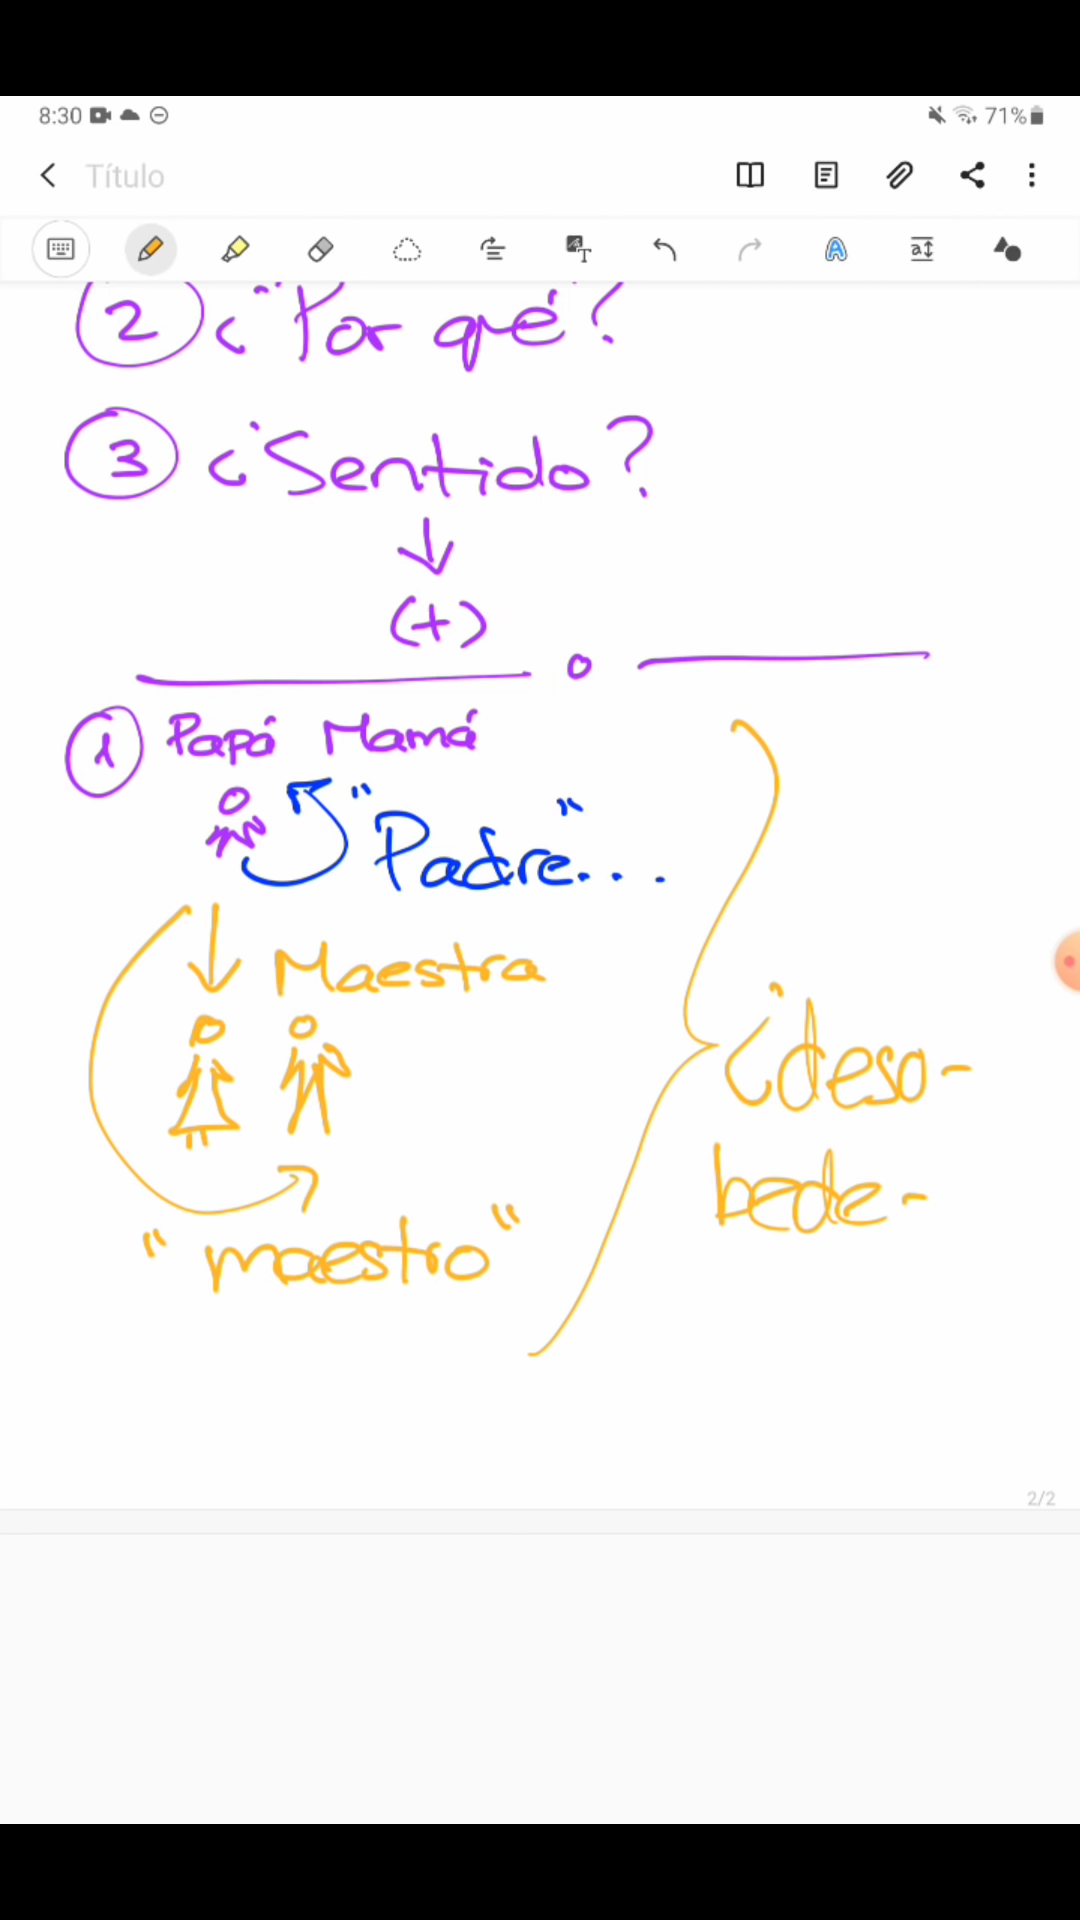 8:30 71%
Título
2 ¿"Por qué"?
3 ¿Sentido?
(+)
1 Papá Mamá
"Padre"...
Maestra
¿deso-
bede-
"maestro"
2/2